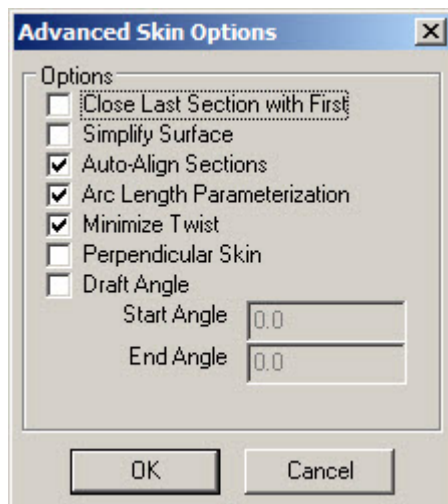 Advanced Skin Options
Options
Close Last Section with First
Simplify Surface
Auto-Align Sections
Arc Length Parameterization
Minimize Twist
Perpendicular Skin
Draft Angle
Start Angle 0.0
End Angle 0.0
OK Cancel